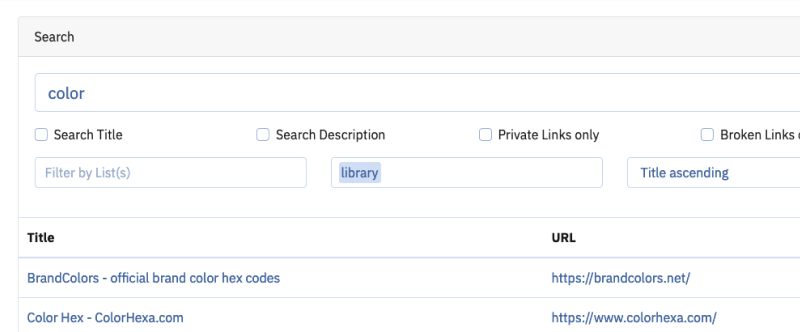 Search
color
Search Title Search Description Private Links only Broken Links
Filter by List(s) library Title ascending
Title URL
BrandColors - official brand color hex codes https://brandcolors.net/
Color Hex - ColorHexa.com https://www.colorhexa.com/